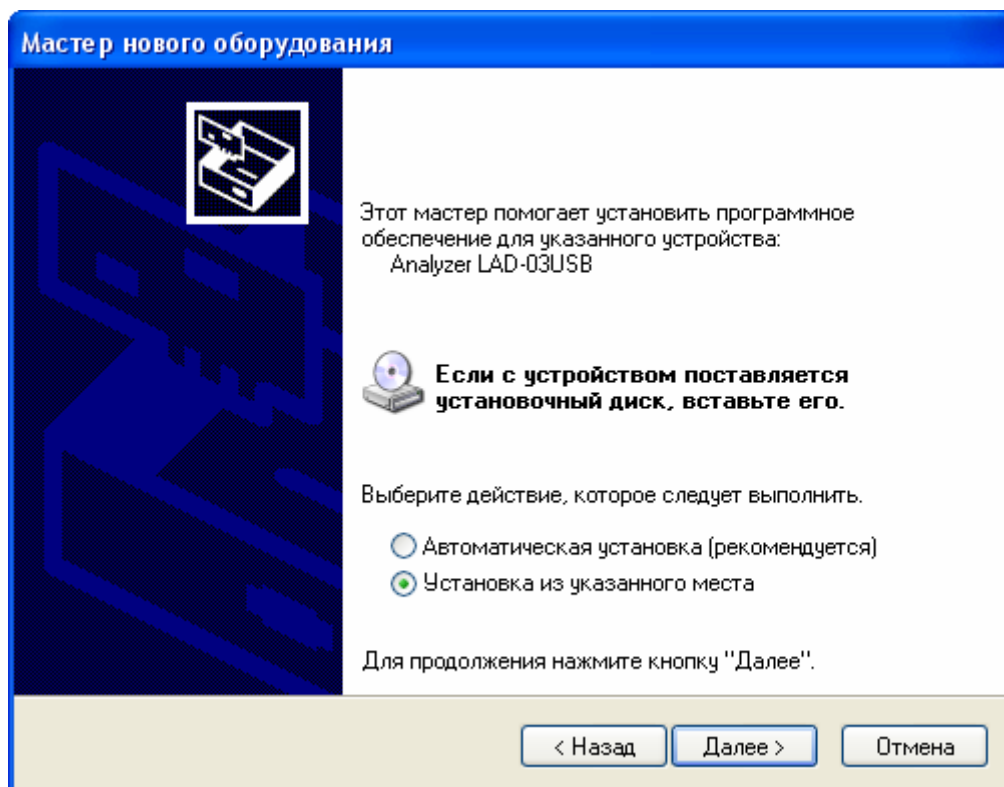 Мастер нового оборудования
Этот мастер помогает установить программное
обеспечение для указанного устройства:
Analyzer LAD-03USB
Если с устройством поставляется
установочный диск, вставьте его.
Выберите действие, которое следует выполнить.
Автоматическая установка (рекомендуется)
Установка из указанного места
Для продолжения нажмите кнопку "Далее".
< Назад
Далее >
Отмена